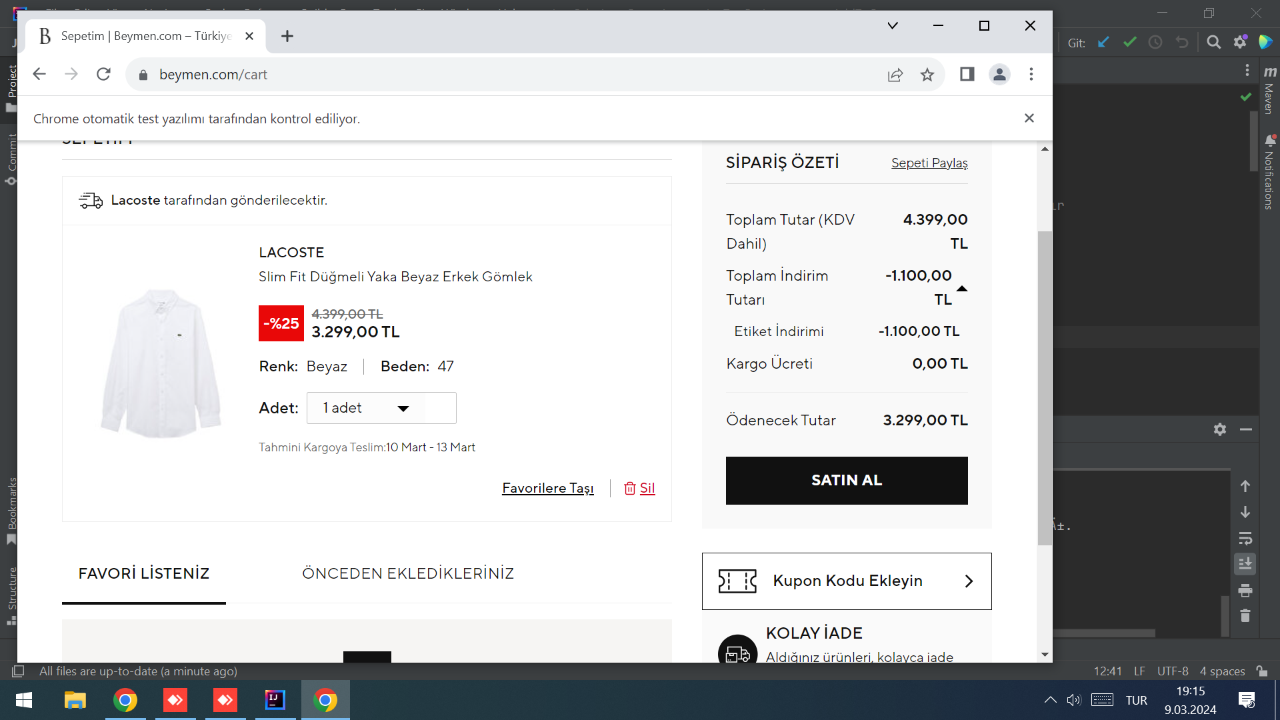 Sepetim | Beymen.com – Türkiye
beymen.com/cart
Chrome otomatik test yazılımı tarafından kontrol ediliyor.
SEPETİM
Lacoste tarafından gönderilecektir.
LACOSTE
Slim Fit Düğmeli Yaka Beyaz Erkek Gömlek
-%25
4.399,00 TL
3.299,00 TL
Renk: Beyaz
Beden: 47
Adet: 1 adet
Tahmini Kargoya Teslim:10 Mart - 13 Mart
Favorilere Taşı
Sil
FAVORİ LİSTENİZ
ÖNCEDEN EKLEDİKLERİNİZ
SİPARİŞ ÖZETİ
Sepeti Paylaş
Toplam Tutar (KDV 4.399,00
Dahil) TL
Toplam İndirim -1.100,00
Tutarı TL
Etiket İndirimi -1.100,00 TL
Kargo Ücreti 0,00 TL
Ödenecek Tutar 3.299,00 TL
SATIN AL
Kupon Kodu Ekleyin
KOLAY İADE
Aldığınız ürünleri, kolayca iade
Project
Commit
Bookmarks
Structure
Git:
Maven
Notifications
All files are up-to-date (a minute ago)
12:41 LF UTF-8 4 spaces
TUR
19:15
9.03.2024